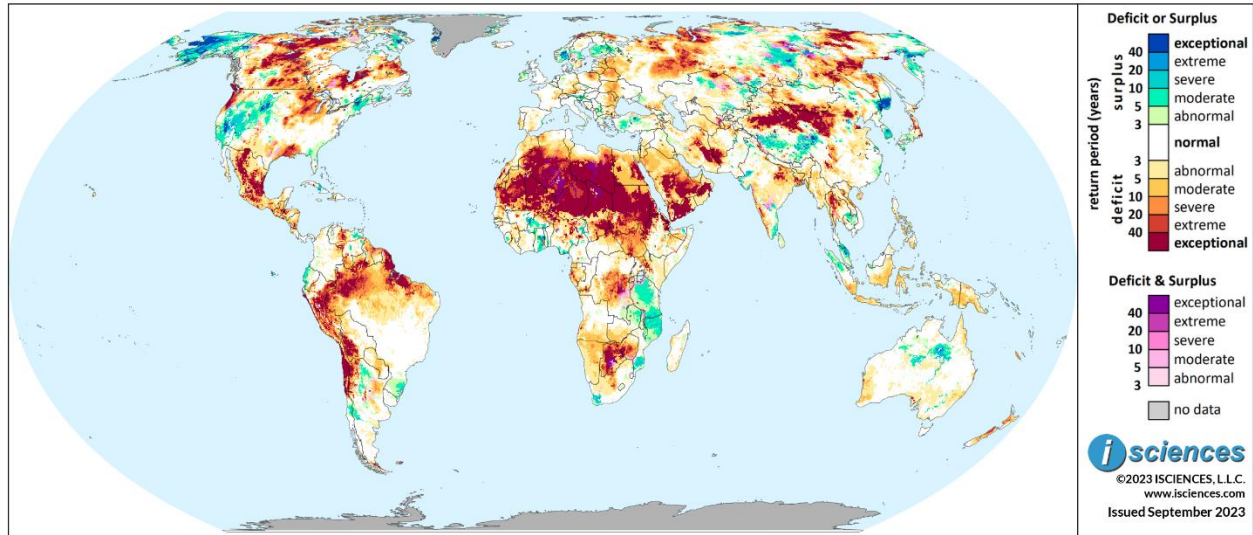 Deficit or Surplus
return period (years)
surplus
deficit
exceptional
40
extreme
20
severe
10
moderate
5
abnormal
3
normal
3
abnormal
5
moderate
10
severe
20
extreme
40
exceptional
Deficit & Surplus
exceptional
40
extreme
20
severe
10
moderate
5
abnormal
3
no data
i sciences
©2023 ISCIENCES, L.L.C.
www.isciences.com
Issued September 2023